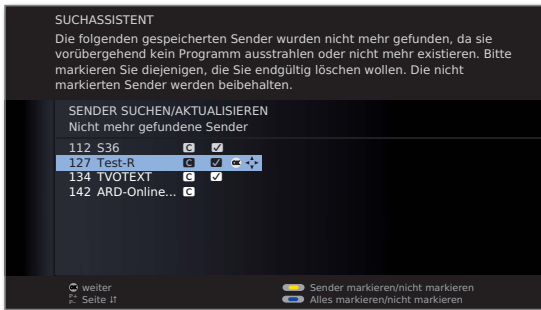 SUCHASSISTENT
Die folgenden gespeicherten Sender wurden nicht mehr gefunden, da sie
vorübergehend kein Programm ausstrahlen oder nicht mehr existieren. Bitte
markieren Sie diejenigen, die Sie endgültig löschen wollen. Die nicht
markierten Sender werden beibehalten.
SENDER SUCHEN/AKTUALISIEREN
Nicht mehr gefundene Sender
112 S36 C
127 Test-R C OK
134 TVOTEXT C
142 ARD-Online... C
OK weiter
P+ P- Seite ↓↑
Sender markieren/nicht markieren
Alles markieren/nicht markieren